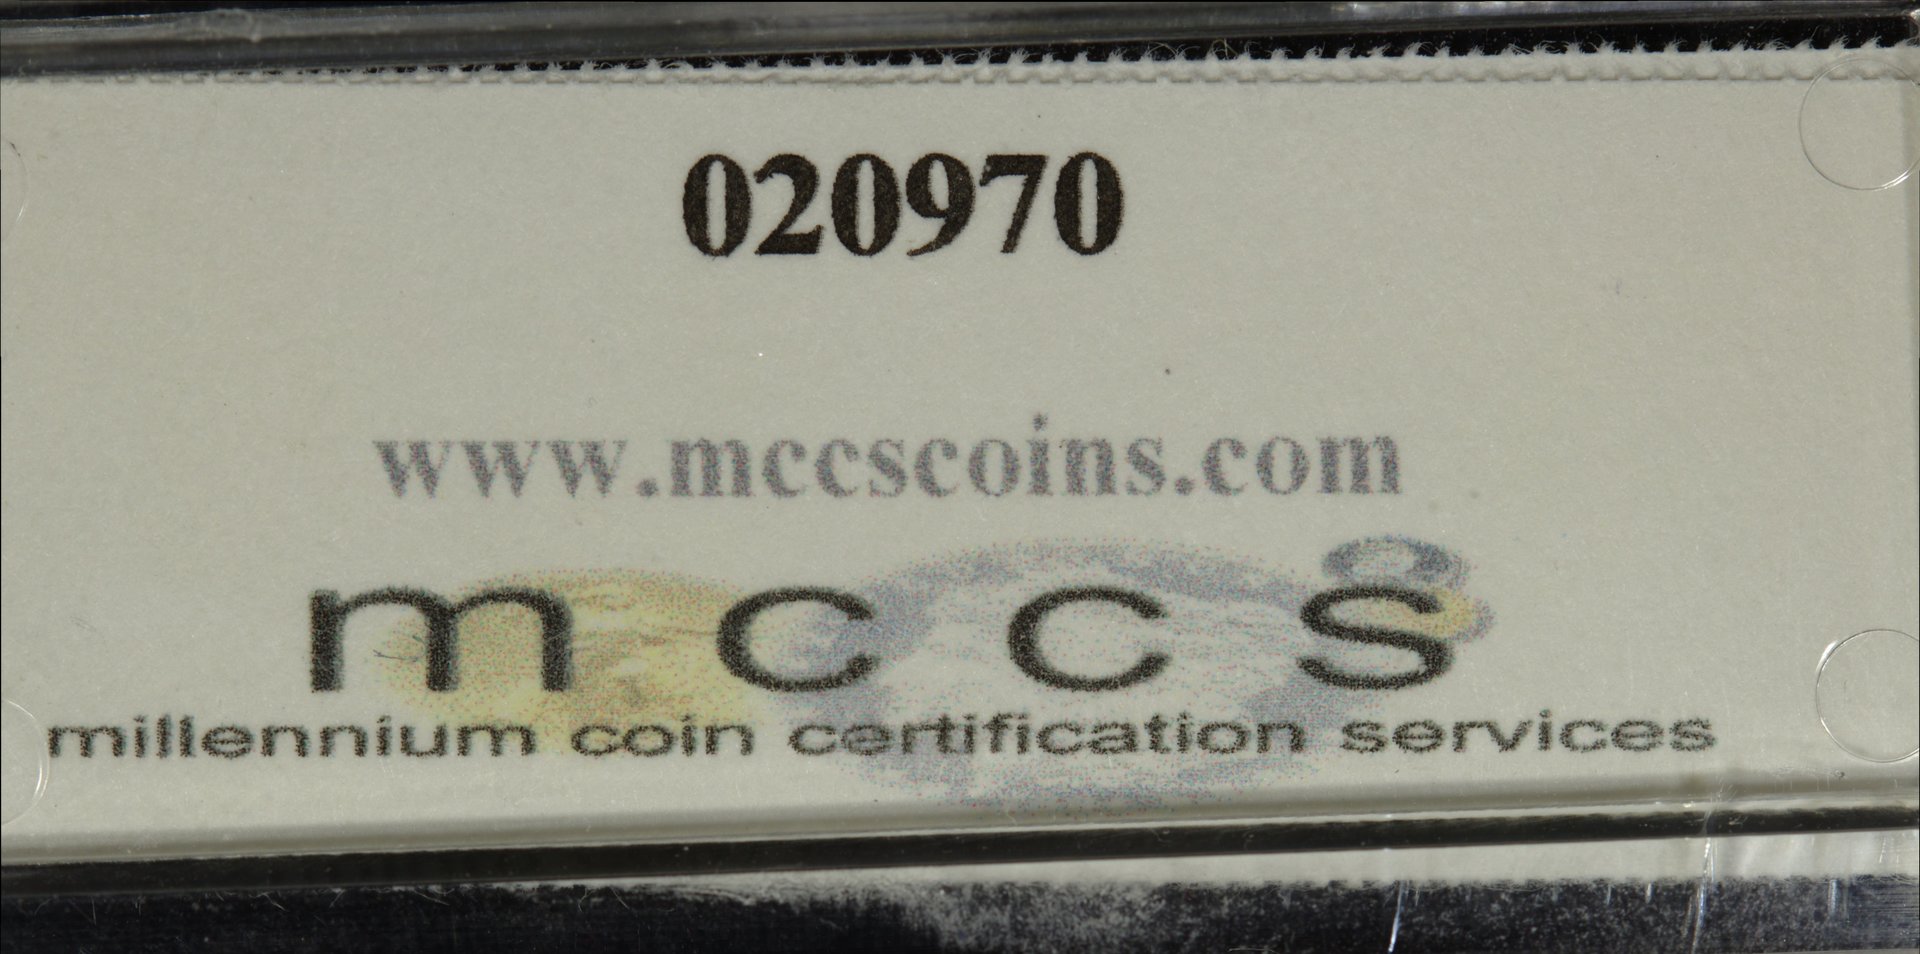 020970
www.mccscoins.com
mccs
millennium coin certification services